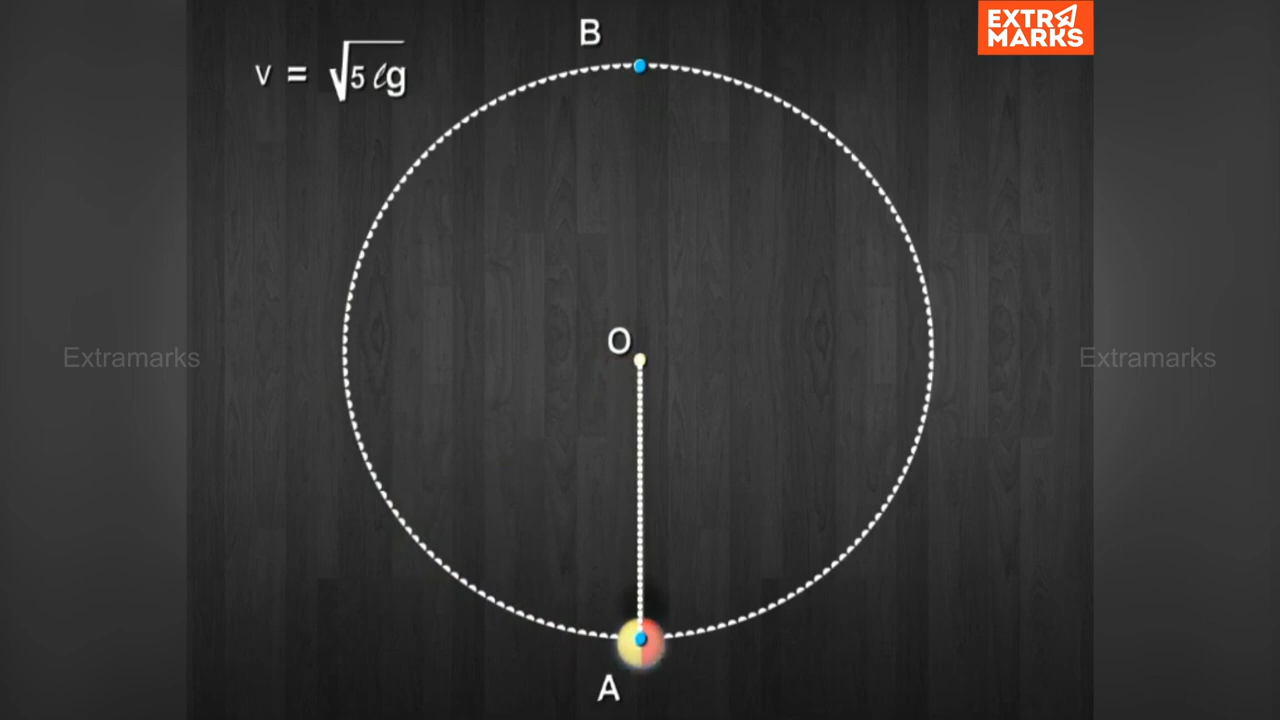 B
EXTRA
MARKS
v = √5 ℓg
O
Extramarks
Extramarks
A